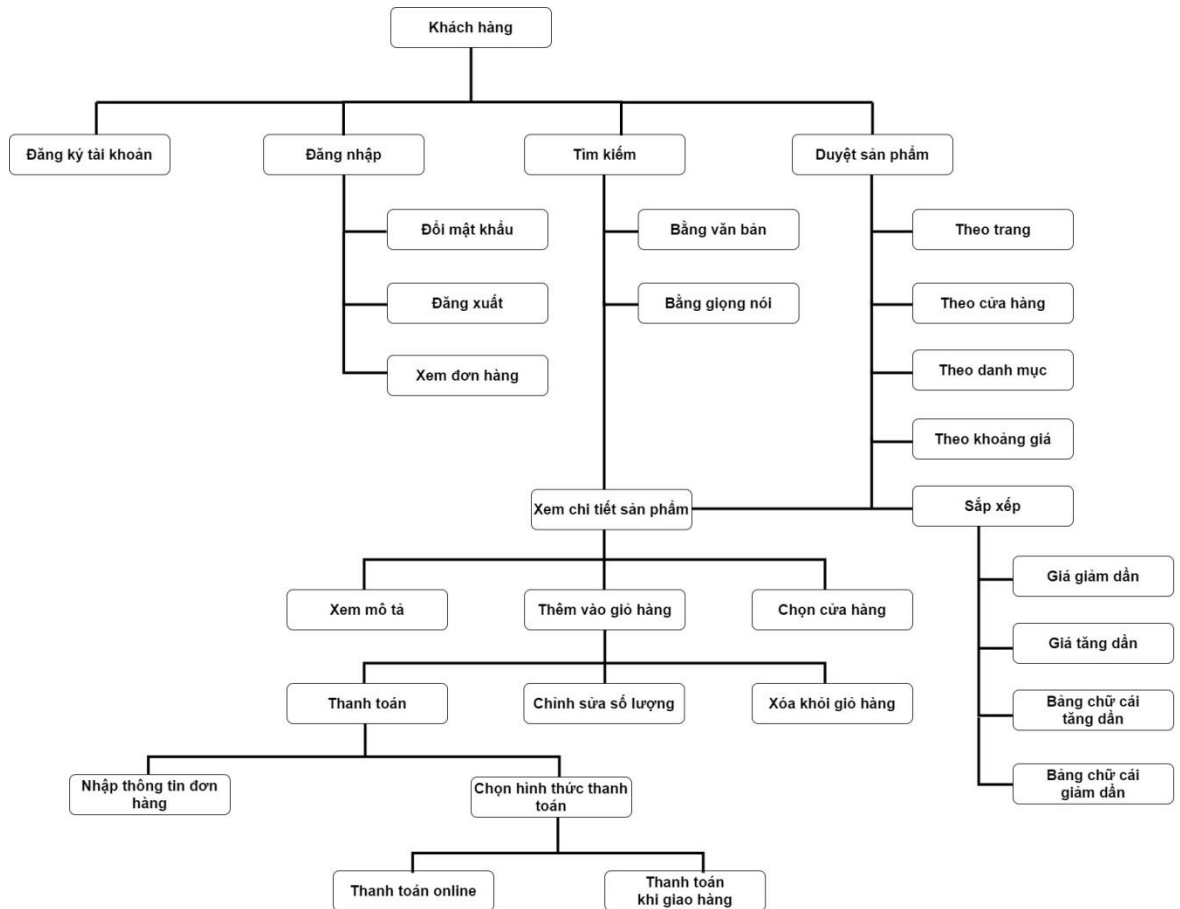 Khách hàng
Đăng ký tài khoản
Đăng nhập
Tìm kiếm
Duyệt sản phẩm
Đổi mật khẩu
Bằng văn bản
Theo trang
Đăng xuất
Bằng giọng nói
Theo cửa hàng
Xem đơn hàng
Theo danh mục
Theo khoảng giá
Xem chi tiết sản phẩm
Sắp xếp
Giá giảm dần
Xem mô tả
Thêm vào giỏ hàng
Chọn cửa hàng
Giá tăng dần
Thanh toán
Chỉnh sửa số lượng
Xóa khỏi giỏ hàng
Bảng chữ cái
tăng dần
Nhập thông tin đơn
hàng
Chọn hình thức thanh
toán
Bảng chữ cái
giảm dần
Thanh toán online
Thanh toán
khi giao hàng